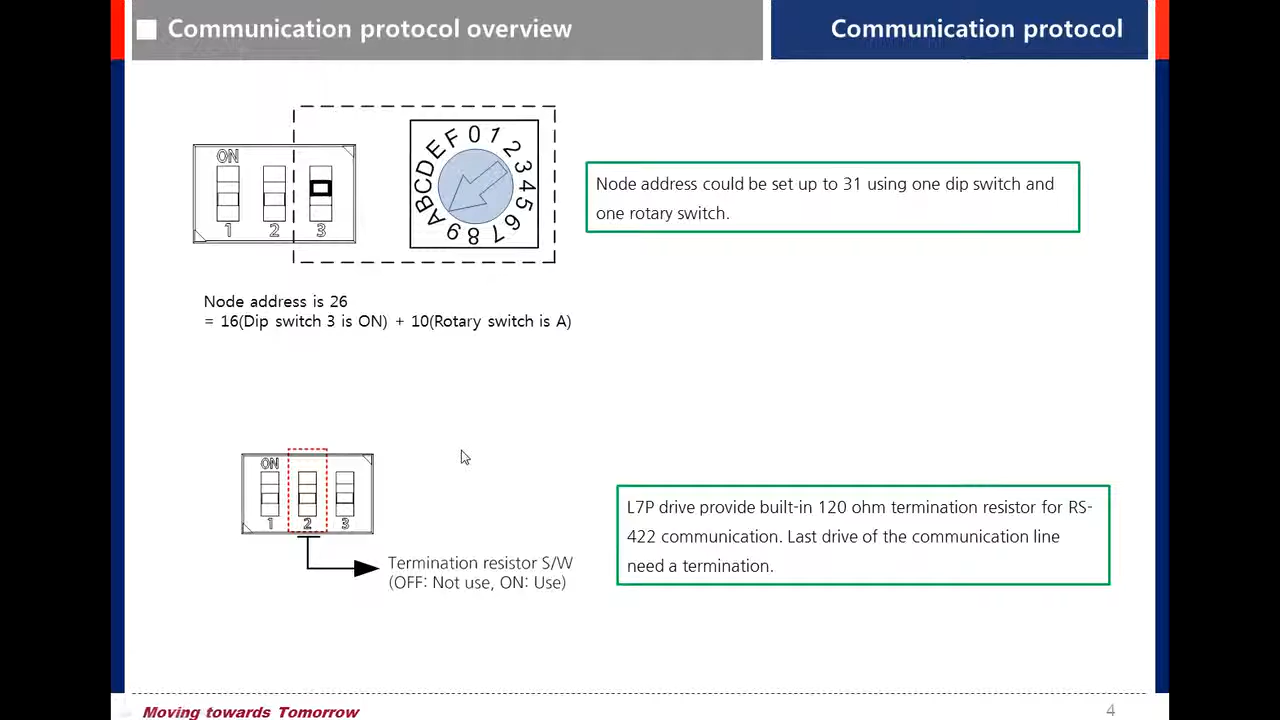 Communication protocol overview
Communication protocol
ON
1 2 3
0 1 2 3 4 5 6 7 8 9 A B C D E F
Node address could be set up to 31 using one dip switch and
one rotary switch.
Node address is 26
= 16(Dip switch 3 is ON) + 10(Rotary switch is A)
ON
1 2 3
Termination resistor S/W
(OFF: Not use, ON: Use)
L7P drive provide built-in 120 ohm termination resistor for RS-
422 communication. Last drive of the communication line
need a termination.
Moving towards Tomorrow
4